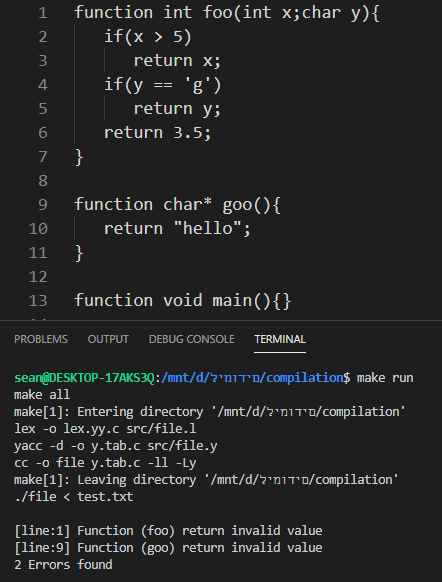 1 function int foo(int x;char y){
2 if(x > 5)
3 return x;
4 if(y == 'g')
5 return y;
6 return 3.5;
7 }
8
9 function char* goo(){
10 return "hello";
11 }
12
13 function void main(){}
PROBLEMS OUTPUT DEBUG CONSOLE TERMINAL
sean@DESKTOP-17AKS3Q:/mnt/d/לימודים/compilation$ make run
make all
make[1]: Entering directory '/mnt/d/לימודים/compilation'
lex -o lex.yy.c src/file.l
yacc -d -o y.tab.c src/file.y
cc -o file y.tab.c -ll -Ly
make[1]: Leaving directory '/mnt/d/לימודים/compilation'
./file < test.txt
[line:1] Function (foo) return invalid value
[line:9] Function (goo) return invalid value
2 Errors found